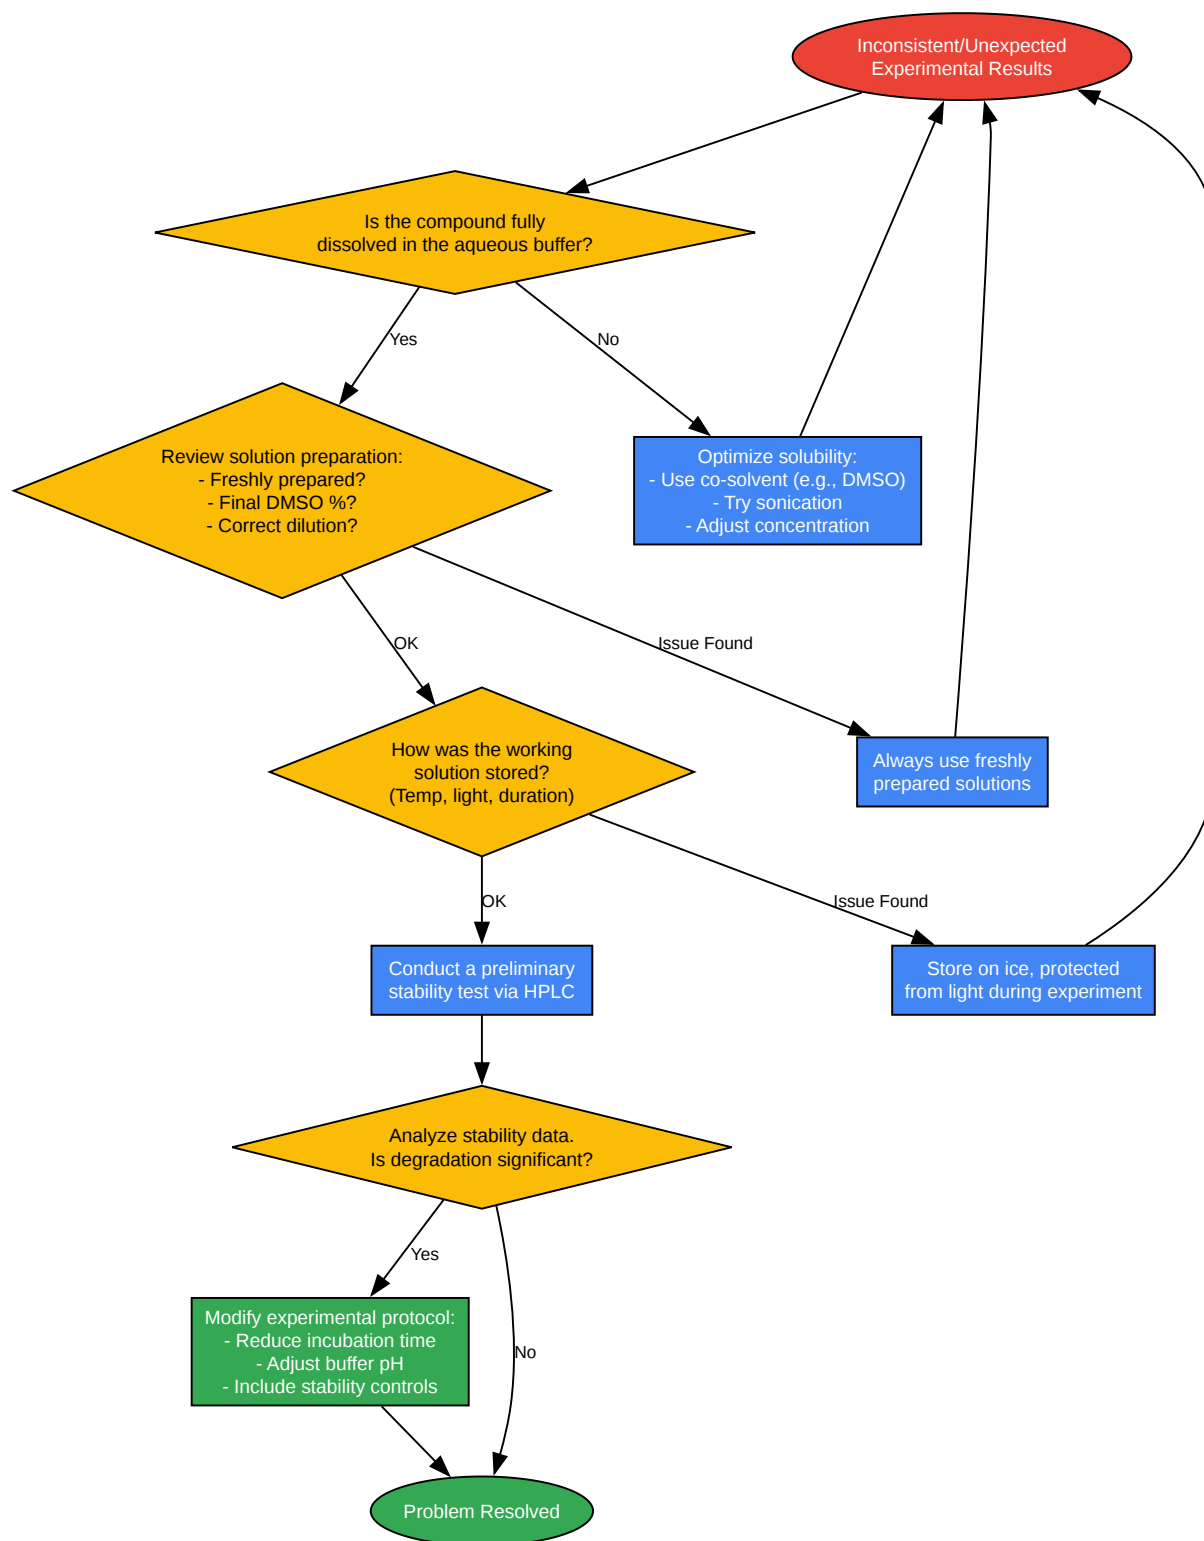 Inconsistent/Unexpected
Experimental Results
Is the compound fully
dissolved in the aqueous buffer?
Yes
No
Review solution preparation:
- Freshly prepared?
- Final DMSO %?
- Correct dilution?
Optimize solubility:
- Use co-solvent (e.g., DMSO)
- Try sonication
- Adjust concentration
OK
Issue Found
How was the working
solution stored?
(Temp, light, duration)
Always use freshly
prepared solutions
OK
Issue Found
Conduct a preliminary
stability test via HPLC
Store on ice, protected
from light during experiment
Analyze stability data.
Is degradation significant?
Yes
No
Modify experimental protocol:
- Reduce incubation time
- Adjust buffer pH
- Include stability controls
Problem Resolved